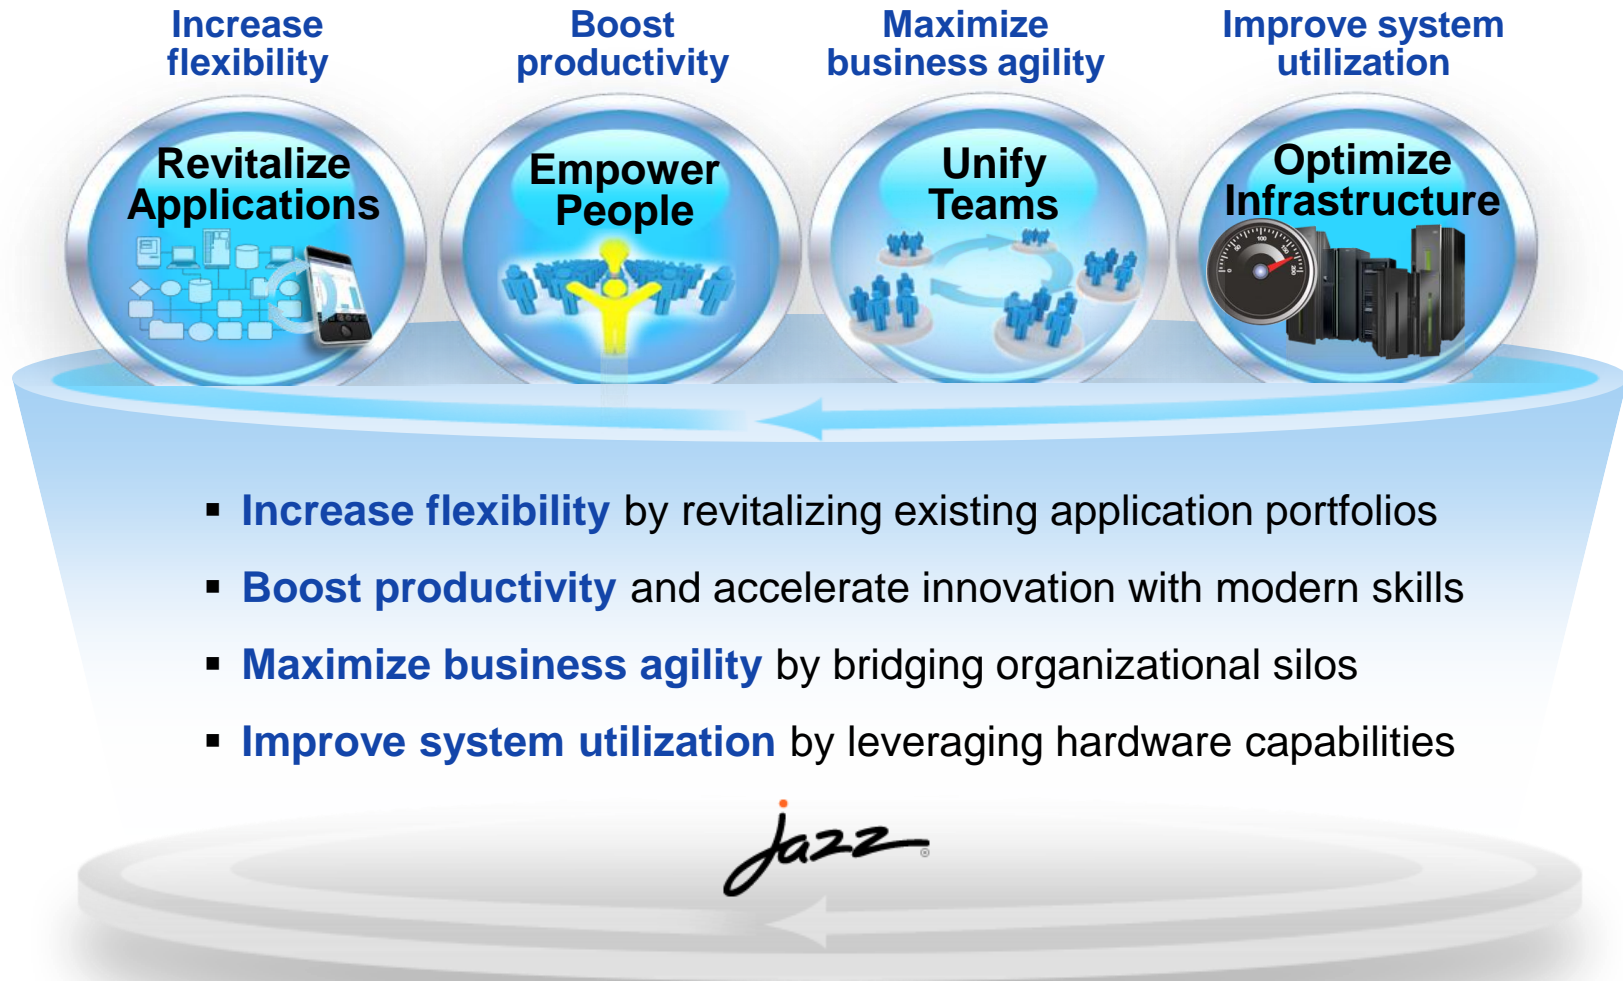 Increase
flexibility
Boost
productivity
Maximize
business agility
Improve system
utilization
Revitalize
Applications
Empower
People
Unify
Teams
Optimize
Infrastructure
▪ Increase flexibility by revitalizing existing application portfolios
▪ Boost productivity and accelerate innovation with modern skills
▪ Maximize business agility by bridging organizational silos
▪ Improve system utilization by leveraging hardware capabilities
jazz®